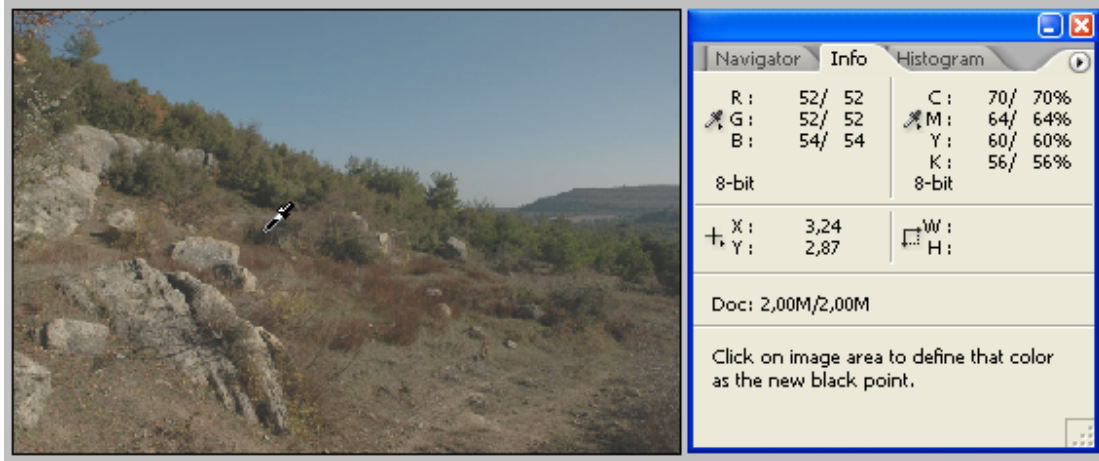 Navigator Info Histogram
R : 52/ 52
G : 52/ 52
B : 54/ 54
8-bit
C : 70/ 70%
M : 64/ 64%
Y : 60/ 60%
K : 56/ 56%
8-bit
X : 3,24
Y : 2,87
W :
H :
Doc: 2,00M/2,00M
Click on image area to define that color
as the new black point.